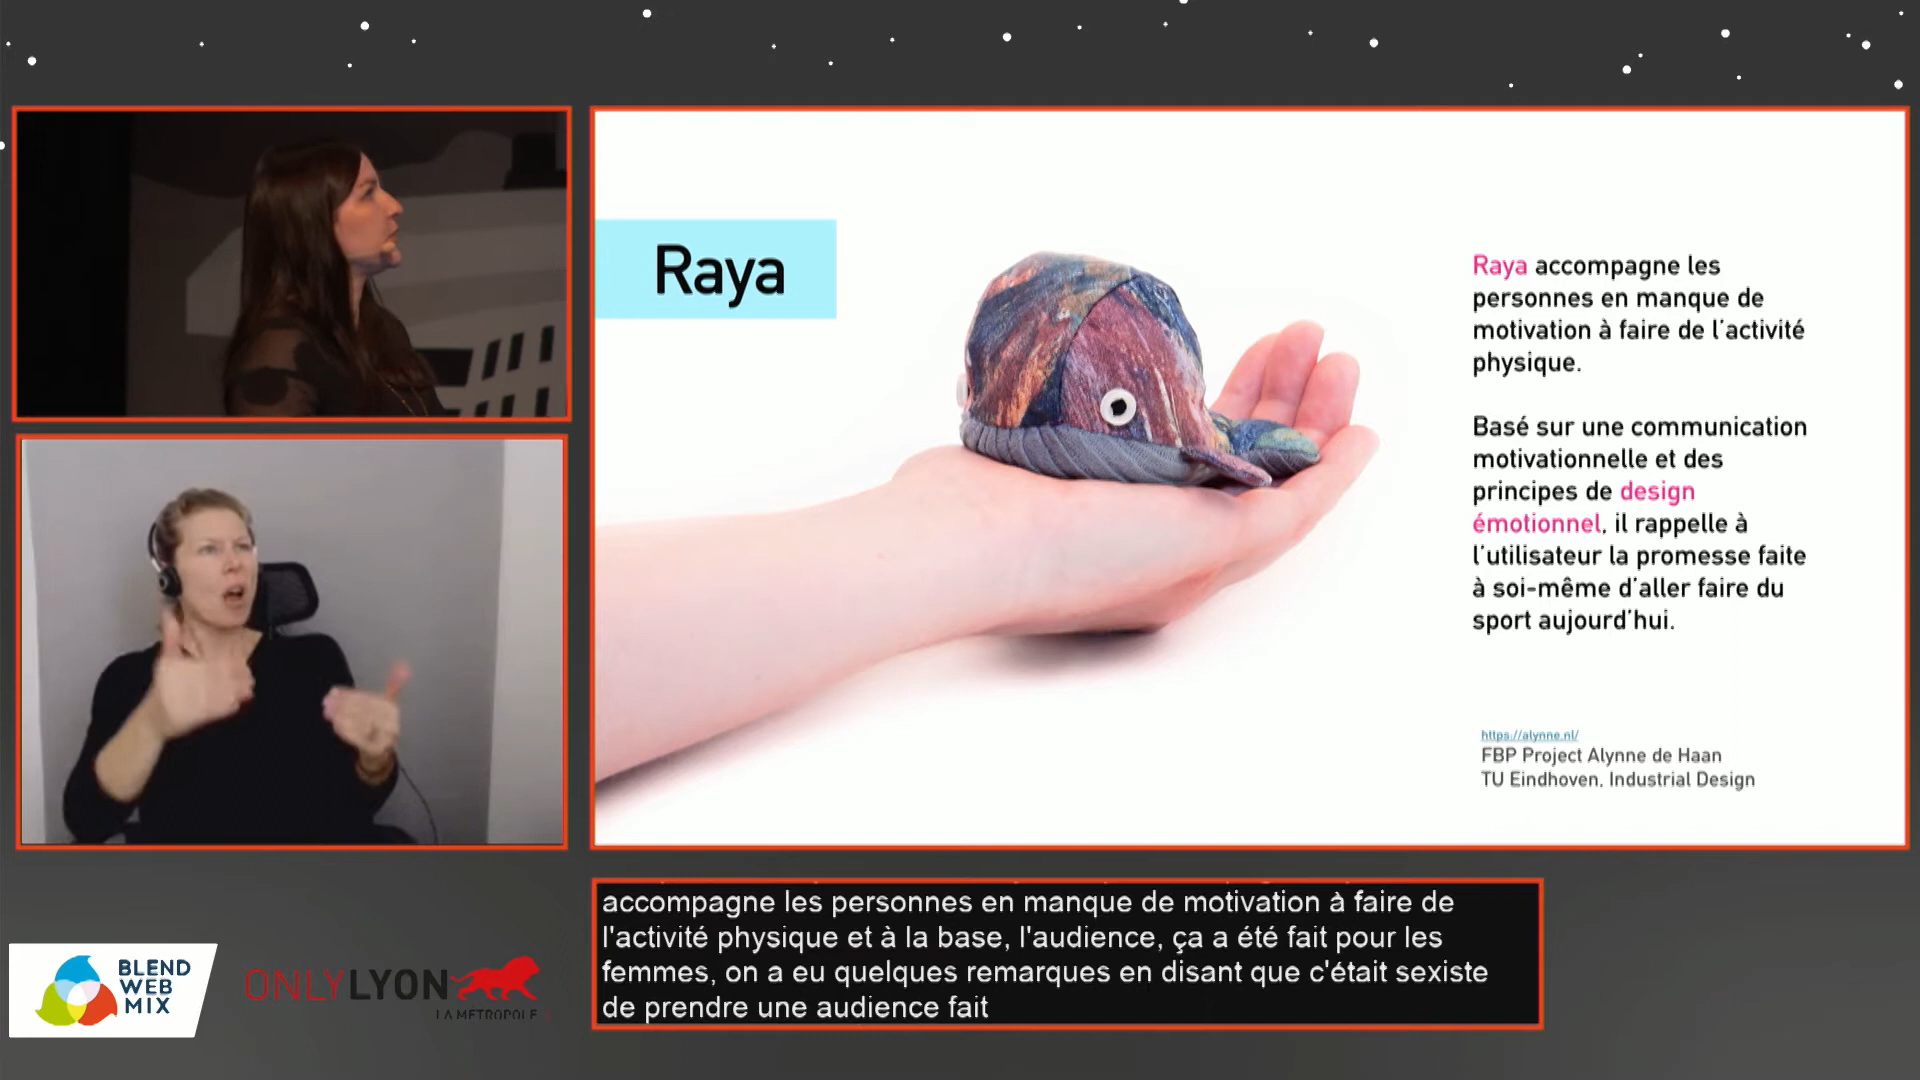 Raya
Raya accompagne les
personnes en manque de
motivation à faire de l'activité
physique.
Basé sur une communication
motivationnelle et des
principes de design
émotionnel, il rappelle à
l'utilisateur la promesse faite
à soi-même d'aller faire du
sport aujourd'hui.
https://alynne.nl/
FBP Project Alynne de Haan
TU Eindhoven, Industrial Design
accompagne les personnes en manque de motivation à faire de
l'activité physique et à la base, l'audience, ça a été fait pour les
femmes, on a eu quelques remarques en disant que c'était sexiste
de prendre une audience fait
BLEND
WEB
MIX
ONLYLYON
LA MÉTROPOLE